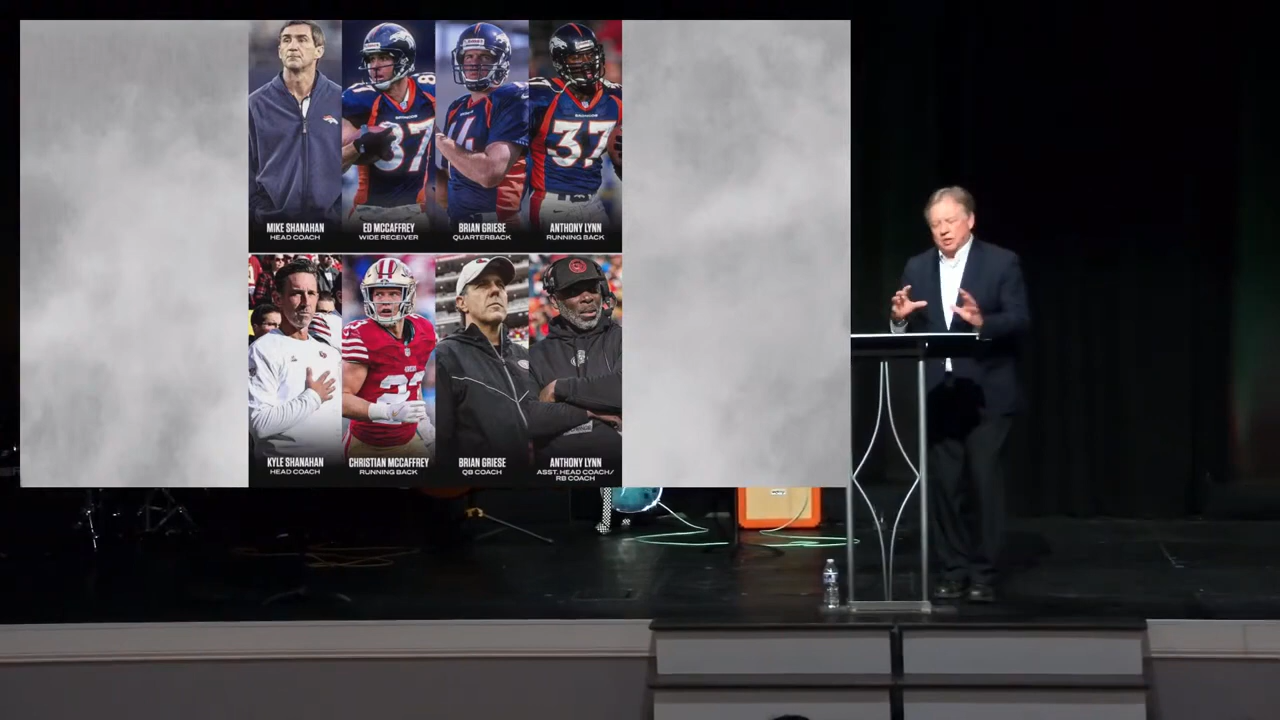 MIKE SHANAHAN
HEAD COACH
ED MCCAFFREY
WIDE RECEIVER
BRIAN GRIESE
QUARTERBACK
ANTHONY LYNN
RUNNING BACK
37
KYLE SHANAHAN
HEAD COACH
CHRISTIAN MCCAFFREY
RUNNING BACK
BRIAN GRIESE
QB COACH
ANTHONY LYNN
ASST. HEAD COACH/
RB COACH